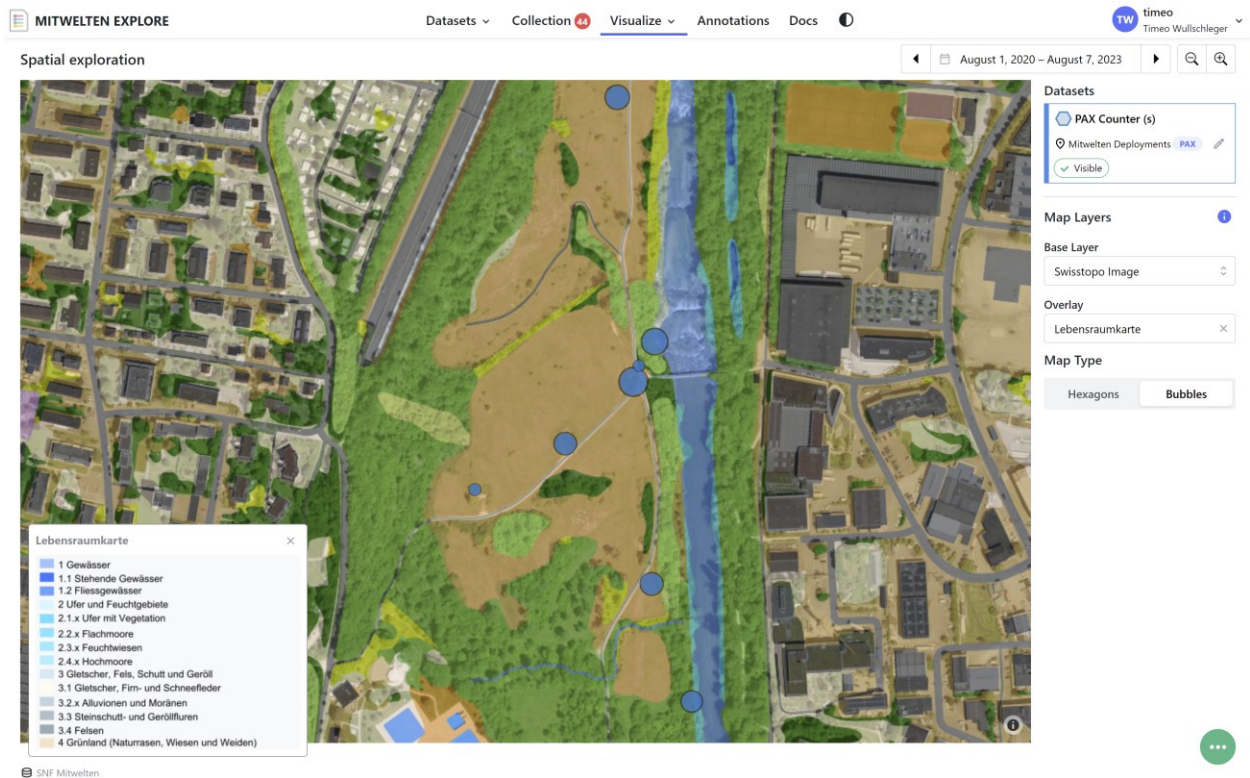 MITWELTEN EXPLORE
Datasets
Collection 44
Visualize
Annotations
Docs
TW
timeo
Timeo Wullschleger
Spatial exploration
August 1, 2020 – August 7, 2023
Datasets
PAX Counter (s)
Mitwelten Deployments PAX
Visible
Map Layers
Base Layer
Swisstopo Image
Overlay
Lebensraumkarte
Map Type
Hexagons
Bubbles
Lebensraumkarte
1 Gewässer
1.1 Stehende Gewässer
1.2 Fliessgewässer
2 Ufer und Feuchtgebiete
2.1.x Ufer mit Vegetation
2.2.x Flachmoore
2.3.x Feuchtwiesen
2.4.x Hochmoore
3 Gletscher, Fels, Schutt und Geröll
3.1 Gletscher, Firn- und Schneefleder
3.2.x Alluvionen und Moränen
3.3 Steinschutt- und Geröllfluren
3.4 Felsen
4 Grünland (Naturrasen, Wiesen und Weiden)
SNF Mitwelten